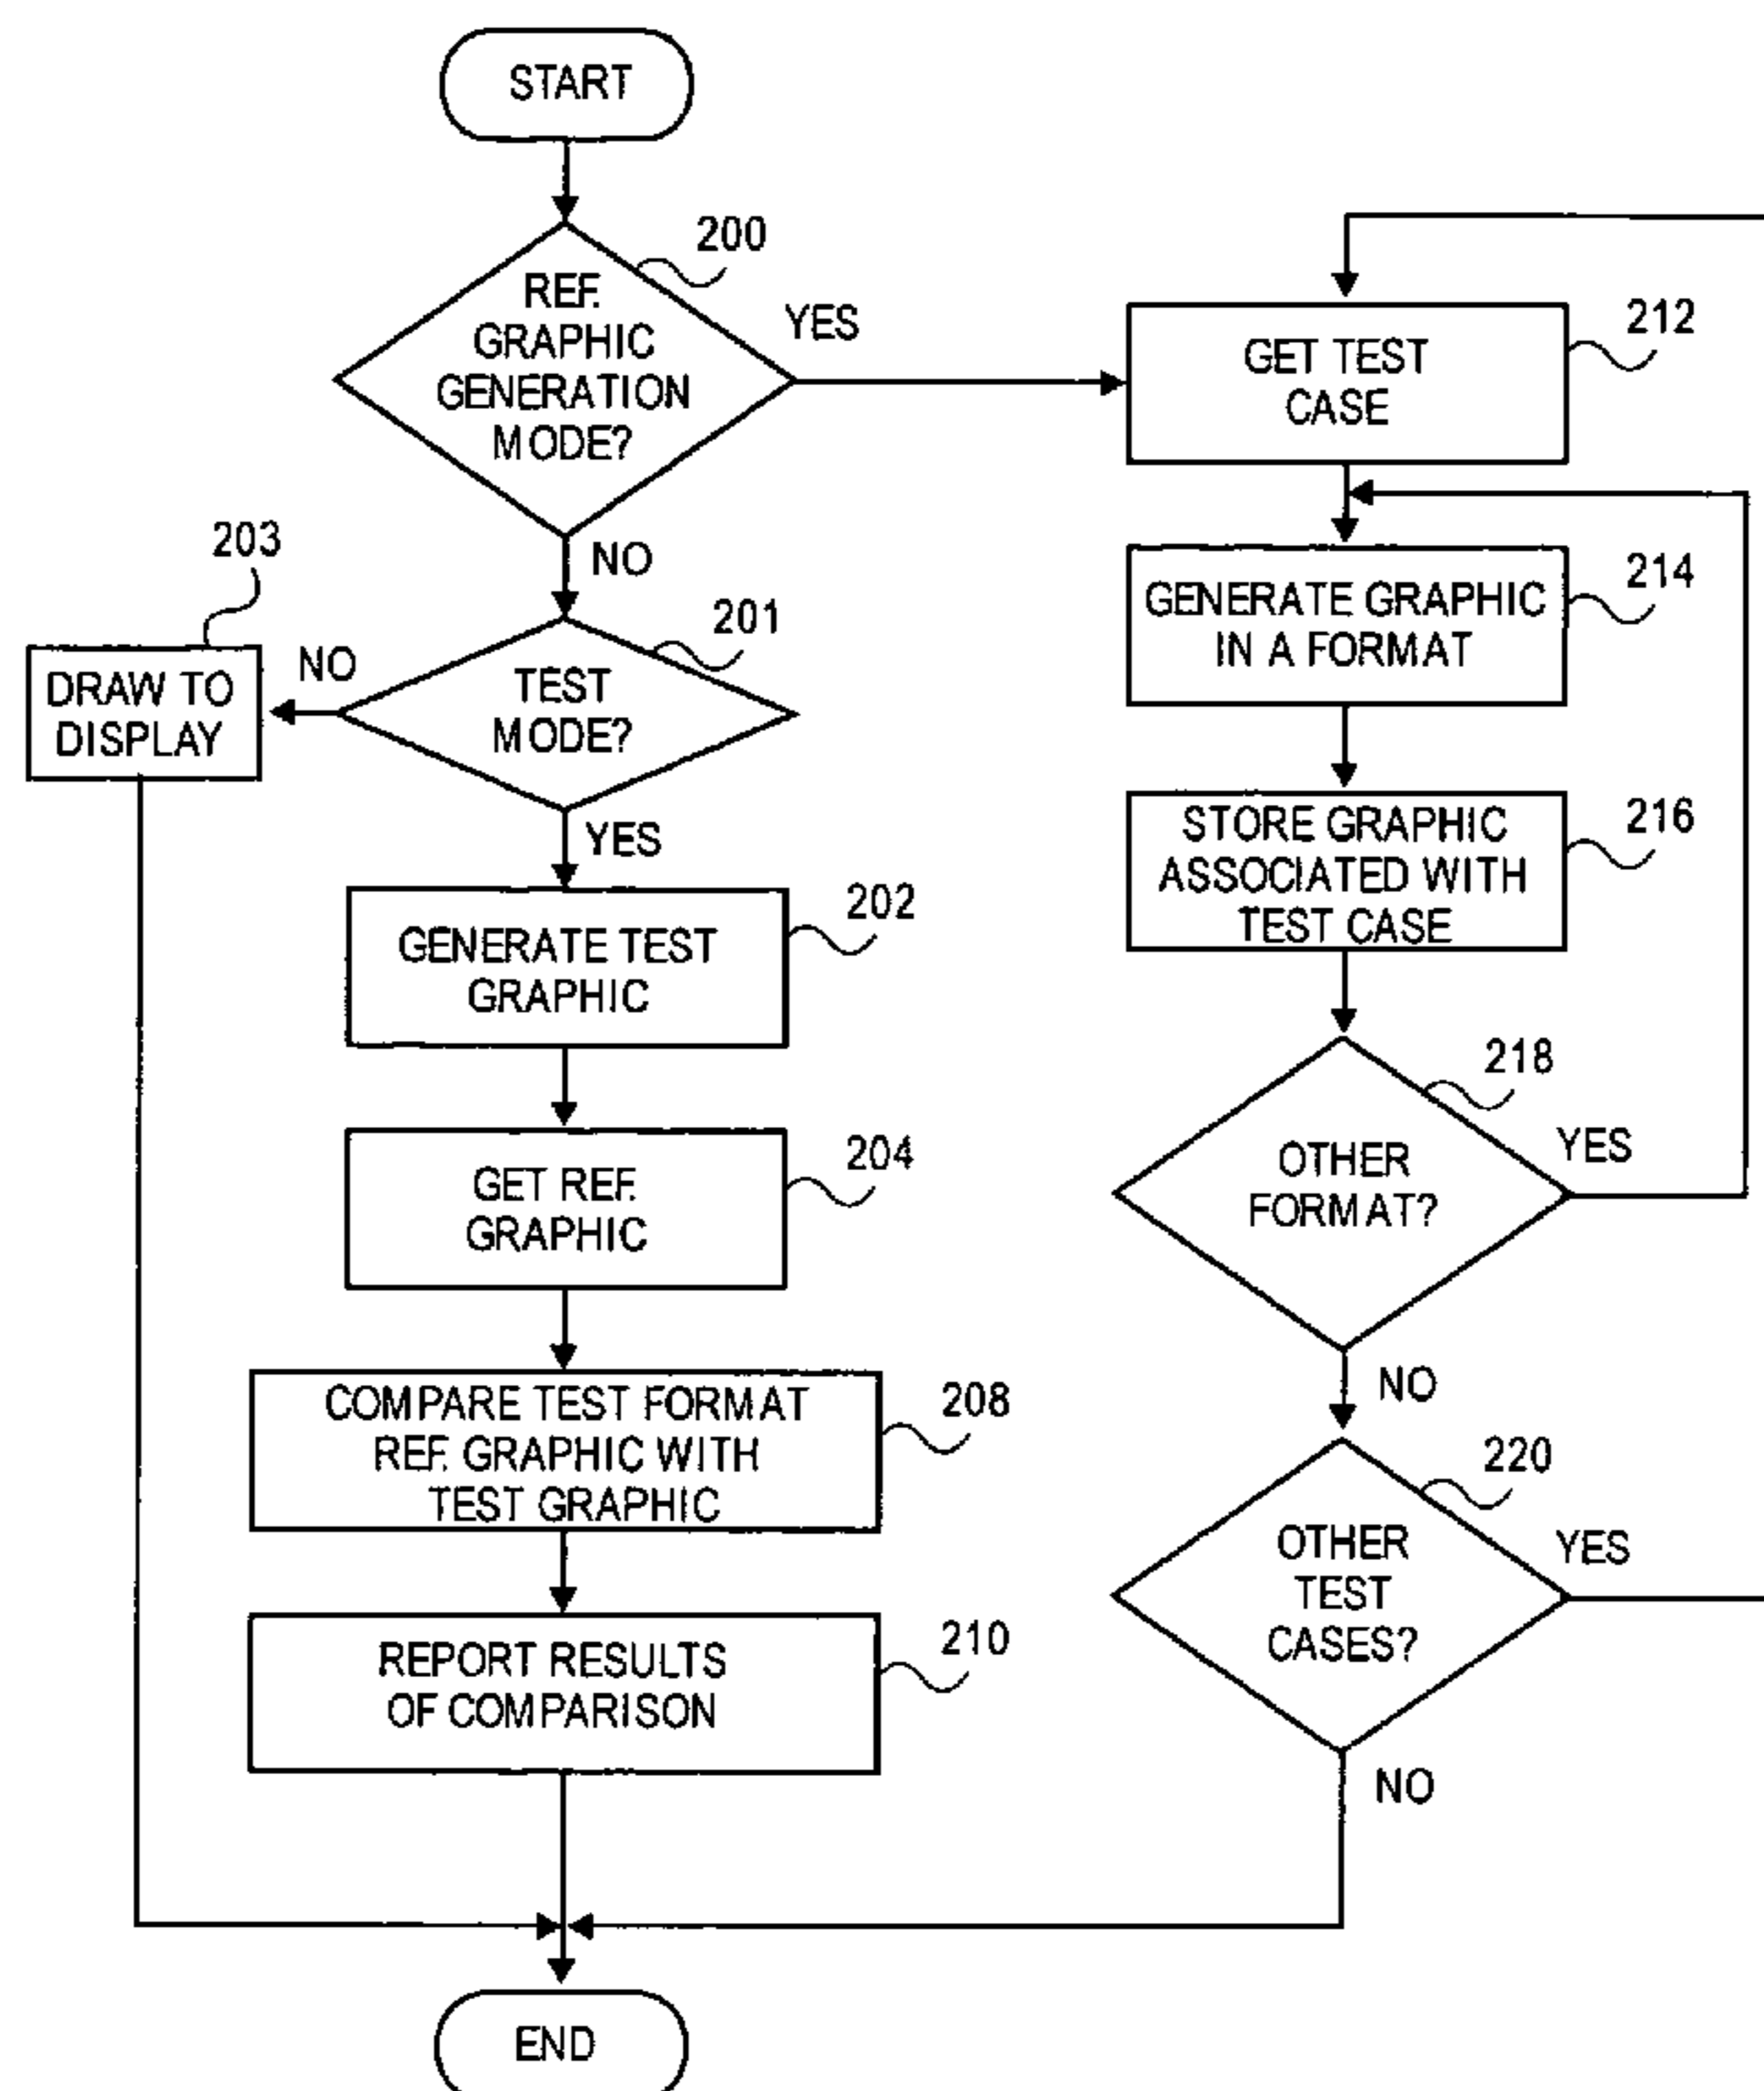 START
200
REF.
GRAPHIC
GENERATION
MODE?
YES
NO
203
DRAW TO
DISPLAY
NO
201
TEST
MODE?
YES
202
GENERATE TEST
GRAPHIC
204
GET REF.
GRAPHIC
208
COMPARE TEST FORMAT
REF. GRAPHIC WITH
TEST GRAPHIC
210
REPORT RESULTS
OF COMPARISON
END
212
GET TEST
CASE
214
GENERATE GRAPHIC
IN A FORMAT
216
STORE GRAPHIC
ASSOCIATED WITH
TEST CASE
218
OTHER
FORMAT?
YES
NO
220
OTHER
TEST
CASES?
YES
NO